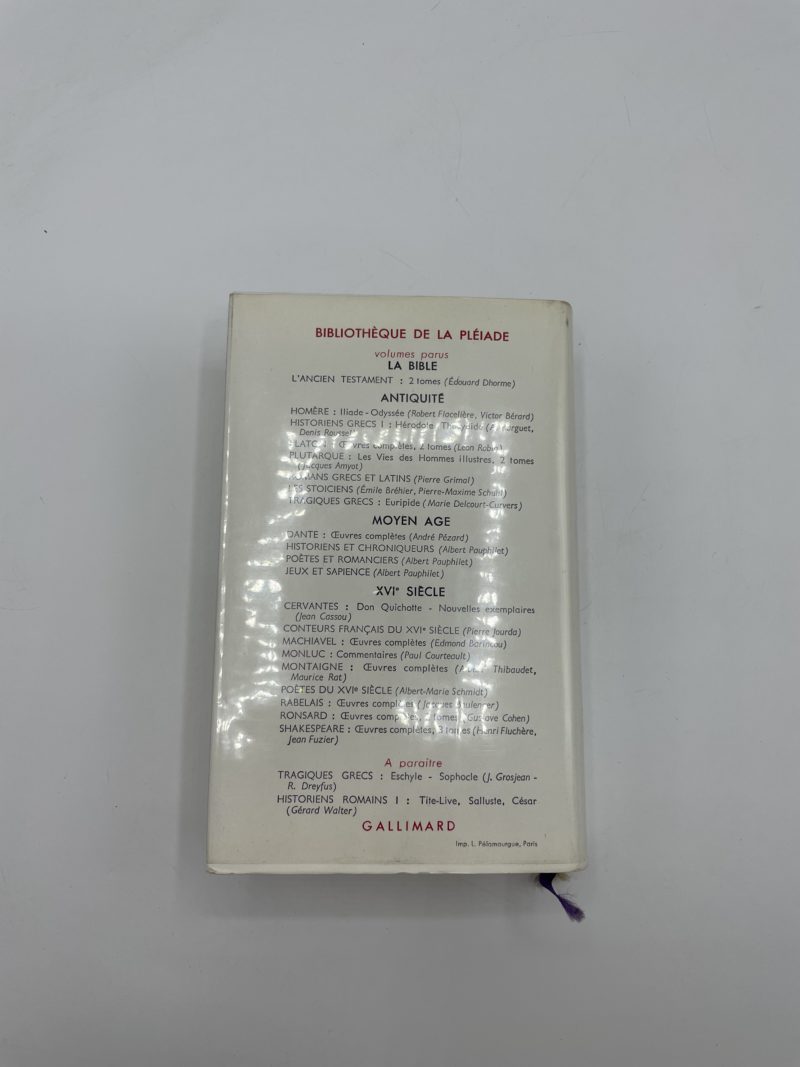 BIBLIOTHÈQUE DE LA PLÉIADE
volumes parus
LA BIBLE
L'ANCIEN TESTAMENT : 2 tomes (Édouard Dhorme)
ANTIQUITÉ
HOMÈRE : Iliade - Odyssée (Robert Flacelière, Victor Bérard)
HISTORIENS GRECS I : Hérodote, Thucydide
Denis Roussel)
PLATON : Œuvres complètes, 2 tomes (Léon Robin)
PLUTARQUE : Les Vies des Hommes illustres, 2 tomes
(Jacques Amyot)
ROMANS GRECS ET LATINS (Pierre Grimal)
LES STOICIENS (Émile Bréhier, Pierre-Maxime Schuhl)
TRAGIQUES GRECS : Euripide (Marie Delcourt-Curvers)
MOYEN AGE
DANTE : Œuvres complètes (André Pézard)
HISTORIENS ET CHRONIQUEURS (Albert Pauphilet)
POÈTES ET ROMANCIERS (Albert Pauphilet)
JEUX ET SAPIENCE (Albert Pauphilet)
XVIe SIÈCLE
CERVANTES : Don Quichotte - Nouvelles exemplaires
(Jean Cassou)
CONTEURS FRANÇAIS DU XVIe SIÈCLE (Pierre Jourda)
MACHIAVEL : Œuvres complètes (Edmond Barincou)
MONLUC : Commentaires (Paul Courteault)
MONTAIGNE : Œuvres complètes (Albert Thibaudet,
Maurice Rat)
POÈTES DU XVIe SIÈCLE (Albert-Marie Schmidt)
RABELAIS : Œuvres complètes (Jacques Boulenger)
RONSARD : Œuvres complètes, 2 tomes (Gustave Cohen)
SHAKESPEARE : Œuvres complètes, 3 tomes (Henri Fluchère,
Jean Fuzier)
A paraître
TRAGIQUES GRECS : Eschyle - Sophocle (J. Grosjean -
R. Dreyfus)
HISTORIENS ROMAINS I : Tite-Live, Salluste, César
(Gérard Walter)
GALLIMARD
Imp. L. Pélamourgue, Paris